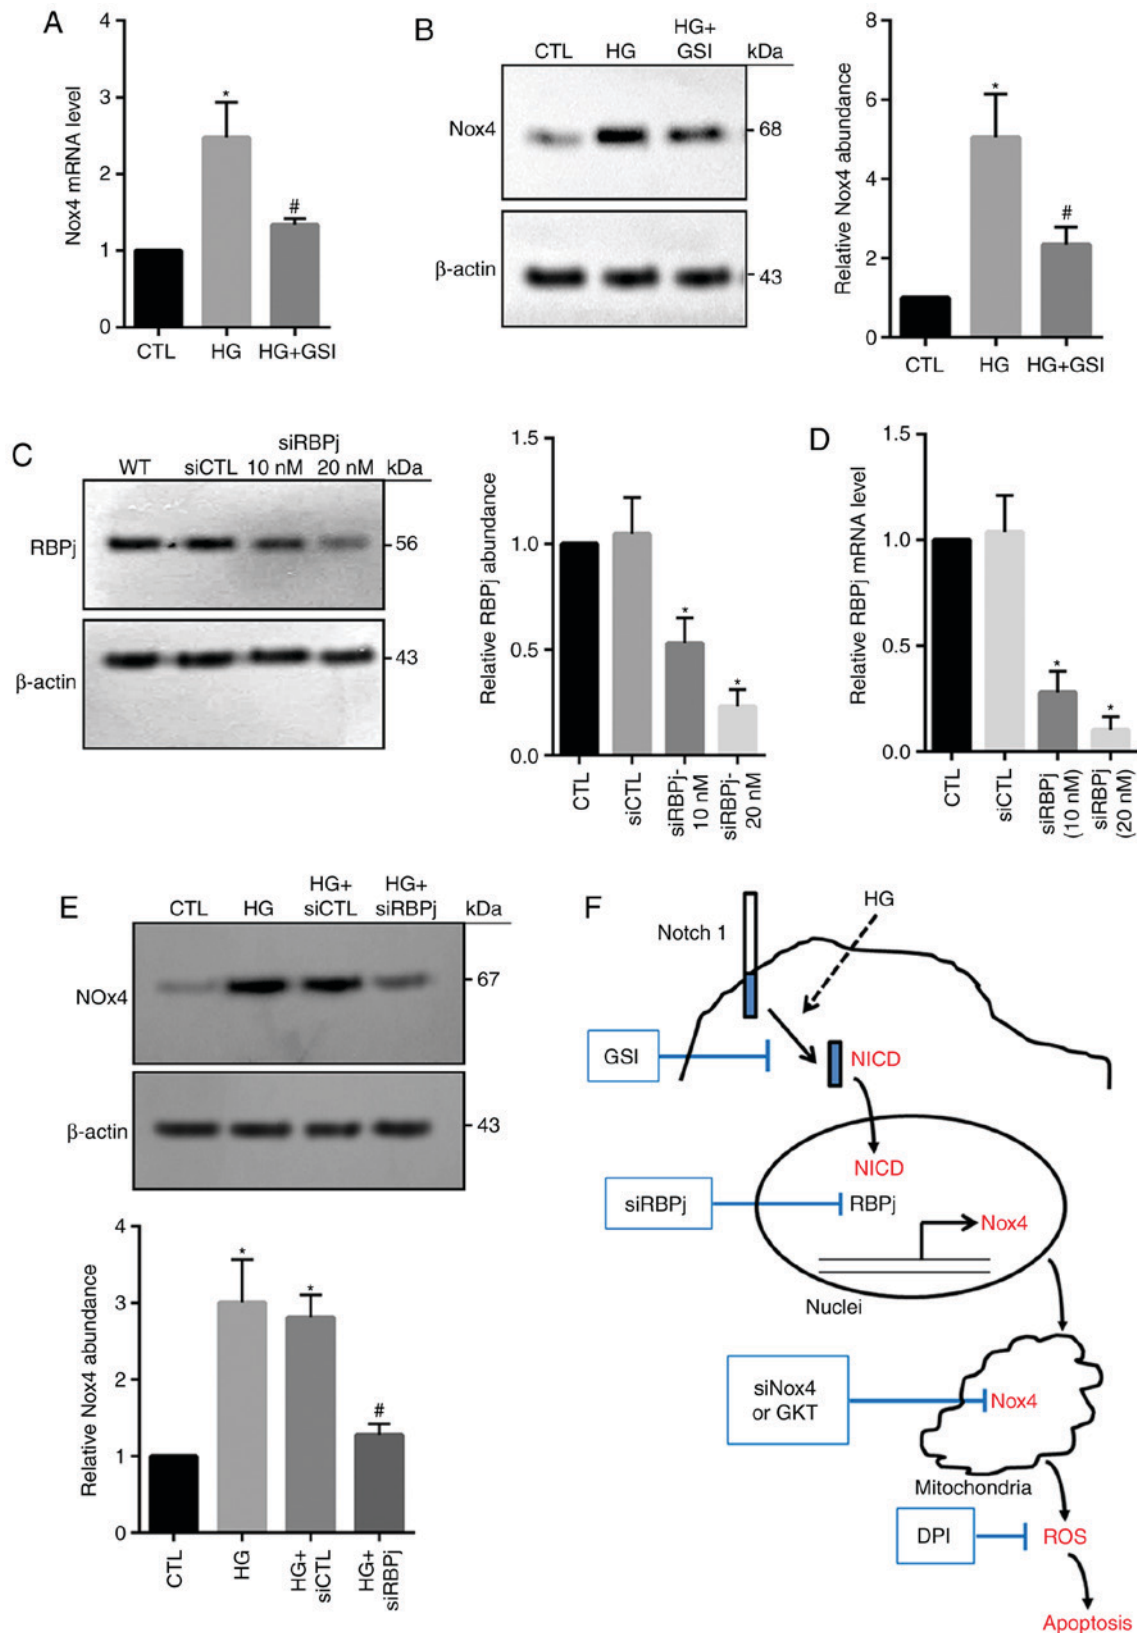 A
Nox4 mRNA level
4
3
2
1
0
*
#
CTL
HG
HG+GSI
B
CTL
HG
HG+
GSI
kDa
Nox4
68
β-actin
43
Relative Nox4 abundance
8
6
4
2
0
*
#
CTL
HG
HG+GSI
C
siRBPj
WT
siCTL
10 nM
20 nM
kDa
RBPj
56
β-actin
43
Relative RBPj abundance
1.5
1.0
0.5
0.0
*
*
CTL
siCTL
siRBPj-
10 nM
siRBPj-
20 nM
D
Relative RBPj mRNA level
1.5
1.0
0.5
0.0
*
*
CTL
siCTL
siRBPj
(10 nM)
siRBPj
(20 nM)
E
CTL
HG
HG+
siCTL
HG+
siRBPj
kDa
NOx4
67
β-actin
43
Relative Nox4 abundance
4
3
2
1
0
*
*
#
CTL
HG
HG+
siCTL
HG+
siRBPj
F
HG
Notch 1
GSI
NICD
NICD
siRBPj
RBPj
Nox4
Nuclei
siNox4
or GKT
Nox4
Mitochondria
DPI
ROS
Apoptosis